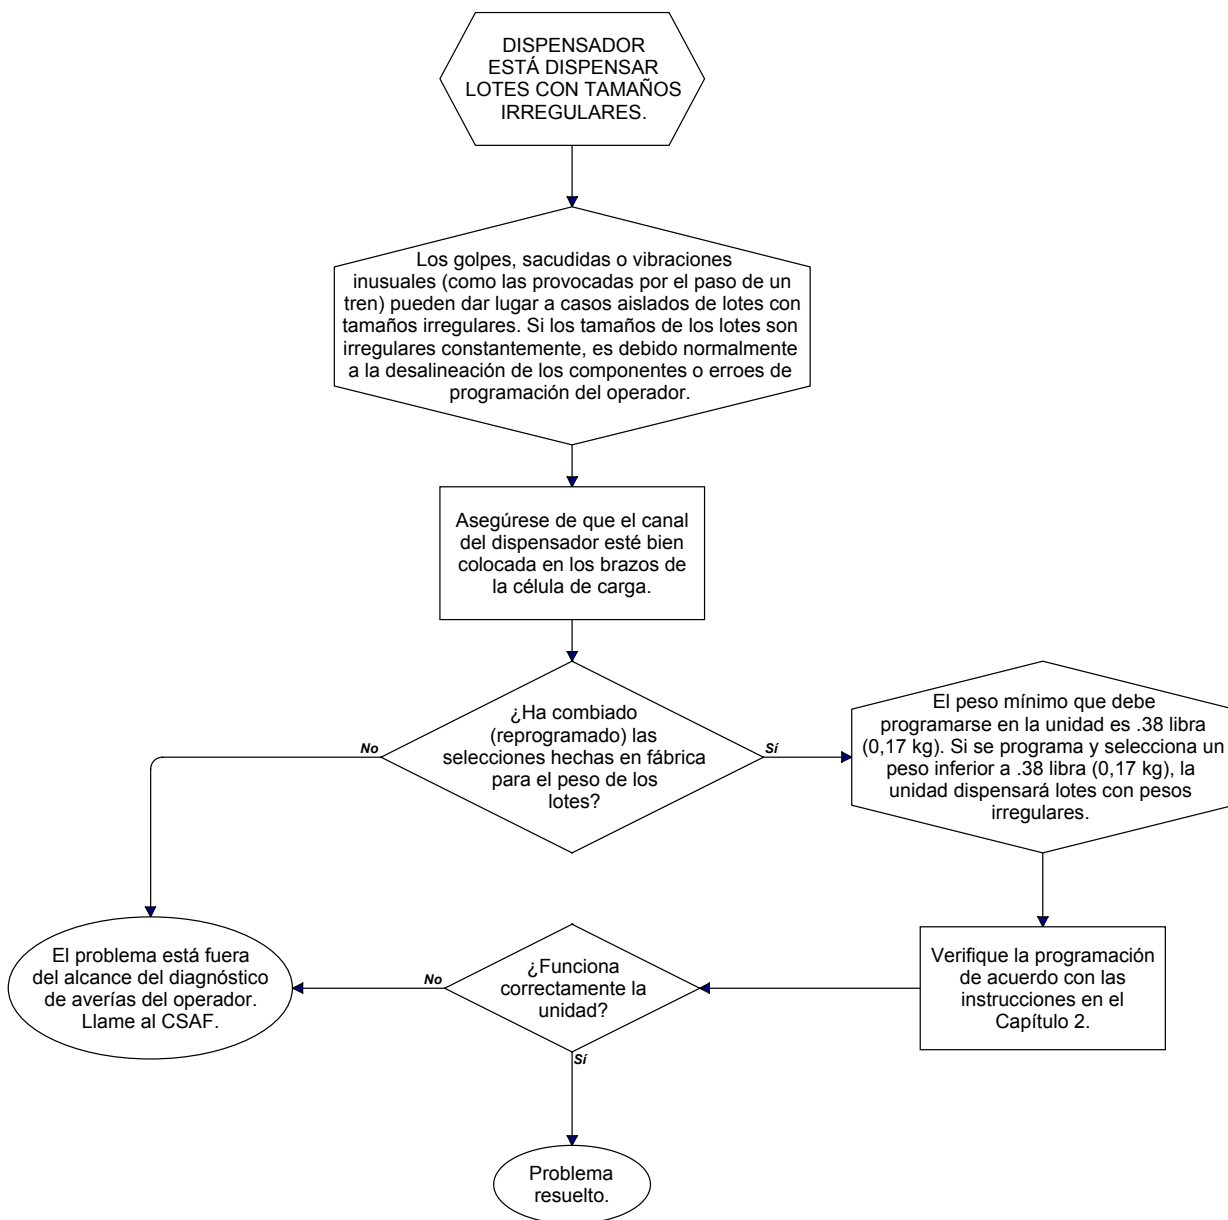 DISPENSADOR
ESTÁ DISPENSAR
LOTES CON TAMAÑOS
IRREGULARES.
Los golpes, sacudidas o vibraciones
inusuales (como las provocadas por el paso de un
tren) pueden dar lugar a casos aislados de lotes con
tamaños irregulares. Si los tamaños de los lotes son
irregulares constantemente, es debido normalmente
a la desalineación de los componentes o erroes de
programación del operador.
Asegúrese de que el canal
del dispensador esté bien
colocada en los brazos de
la célula de carga.
¿Ha combiado
(reprogramado) las
selecciones hechas en fábrica
para el peso de los
lotes?
No
Sí
El peso mínimo que debe
programarse en la unidad es .38 libra
(0,17 kg). Si se programa y selecciona un
peso inferior a .38 libra (0,17 kg), la
unidad dispensará lotes con pesos
irregulares.
Verifique la programación
de acuerdo con las
instrucciones en el
Capítulo 2.
¿Funciona
correctamente la
unidad?
No
Sí
El problema está fuera
del alcance del diagnóstico
de averías del operador.
Llame al CSAF.
Problema
resuelto.